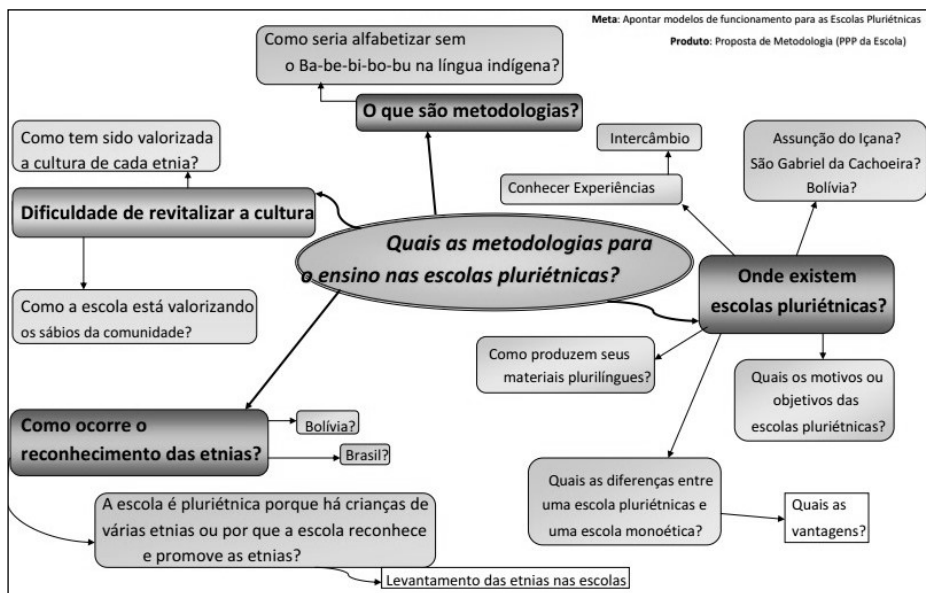 Meta: Apontar modelos de funcionamento para as Escolas Pluriétnicas
Produto: Proposta de Metodologia (PPP da Escola)
Como seria alfabetizar sem
o Ba-be-bi-bo-bu na língua indígena?
O que são metodologias?
Como tem sido valorizada
a cultura de cada etnia?
Dificuldade de revitalizar a cultura
Como a escola está valorizando
os sábios da comunidade?
Intercâmbio
Conhecer Experiências
Assunção do Içana?
São Gabriel da Cachoeira?
Bolívia?
Quais as metodologias para
o ensino nas escolas pluriétnicas?
Onde existem
escolas pluriétnicas?
Como produzem seus
materiais plurilíngues?
Quais os motivos ou
objetivos das
escolas pluriétnicas?
Como ocorre o
reconhecimento das etnias?
Bolívia?
Brasil?
Quais as diferenças entre
uma escola pluriétnicas e
uma escola monoética?
Quais as
vantagens?
A escola é pluriétnica porque há crianças de
várias etnias ou por que a escola reconhece
e promove as etnias?
Levantamento das etnias nas escolas